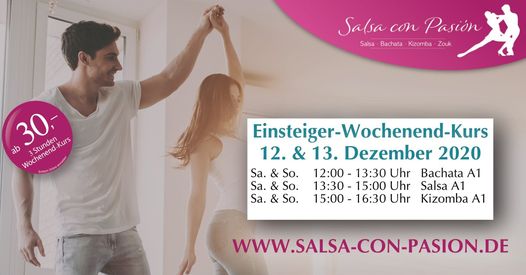 Salsa con Pasión
Salsa · Bachata · Kizomba · Zouk
ab 30,-
3 Stunden
Wochenend-Kurs
Einsteiger-Wochenend-Kurs
12. & 13. Dezember 2020
Sa. & So. 12:00 - 13:30 Uhr Bachata A1
Sa. & So. 13:30 - 15:00 Uhr Salsa A1
Sa. & So. 15:00 - 16:30 Uhr Kizomba A1
WWW.SALSA-CON-PASION.DE